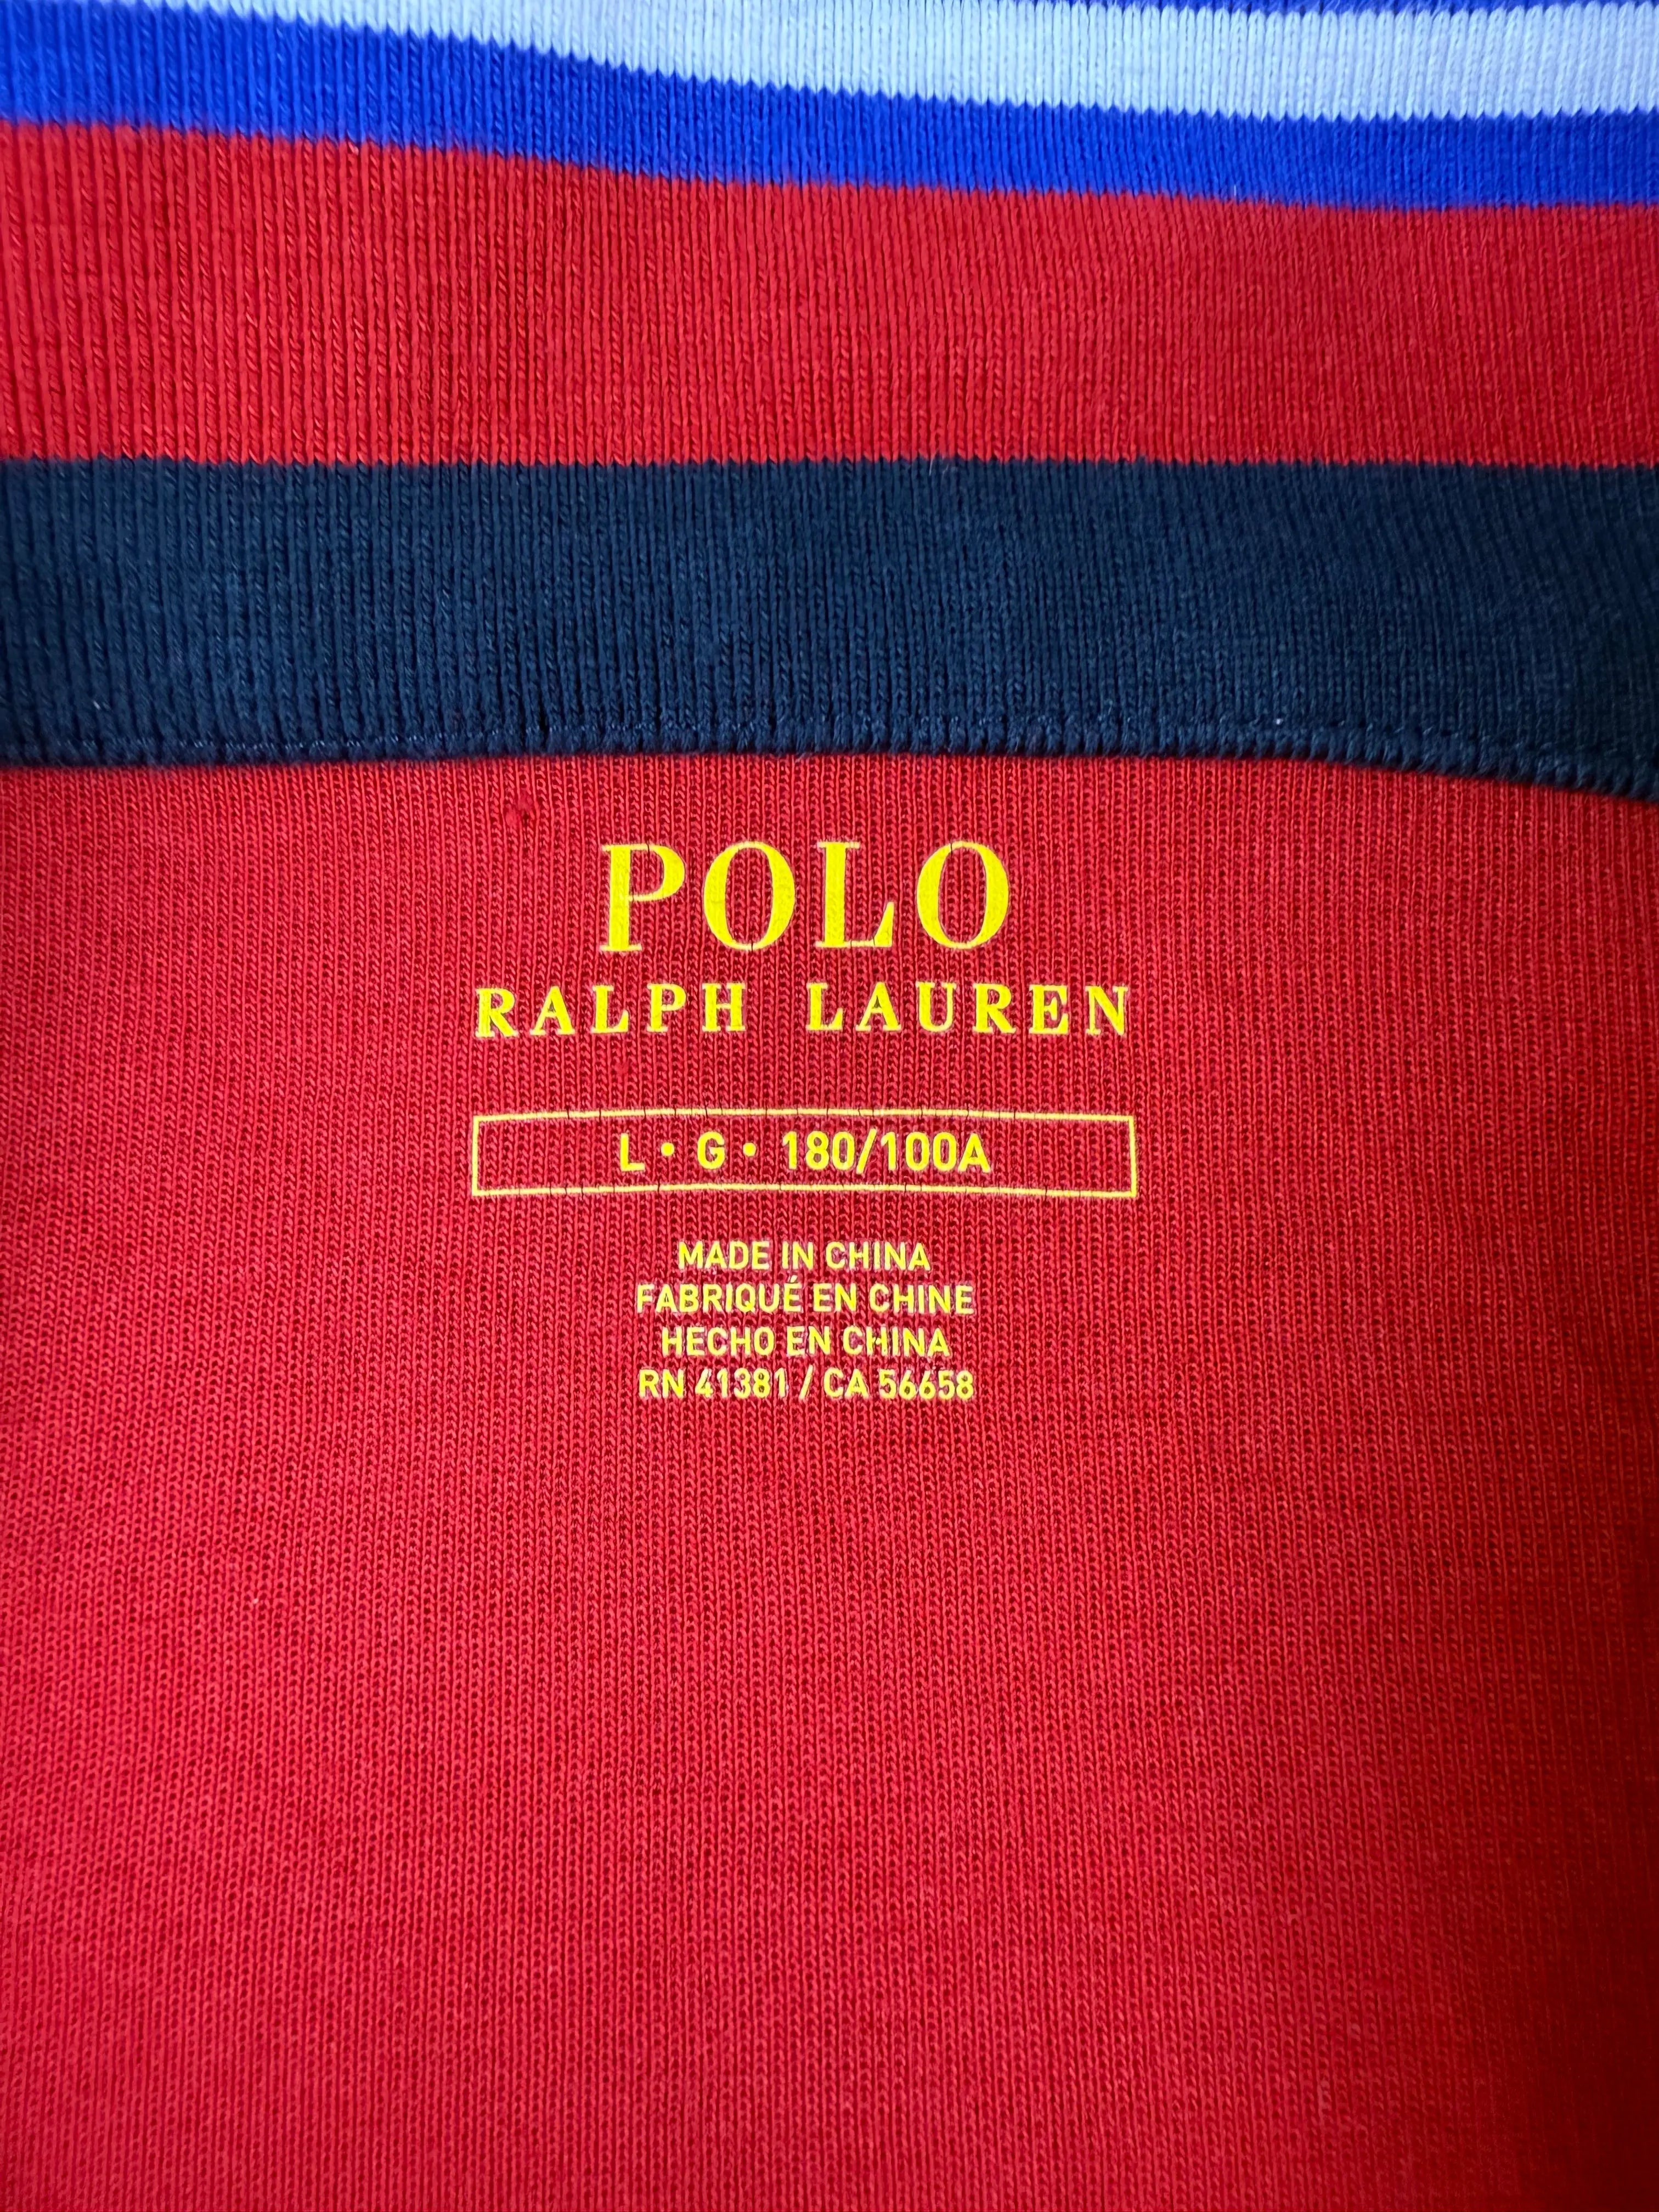 POLO
RALPH LAUREN
L • G • 180/100A
MADE IN CHINA
FABRIQUÉ EN CHINE
HECHO EN CHINA
RN 41381 / CA 56658